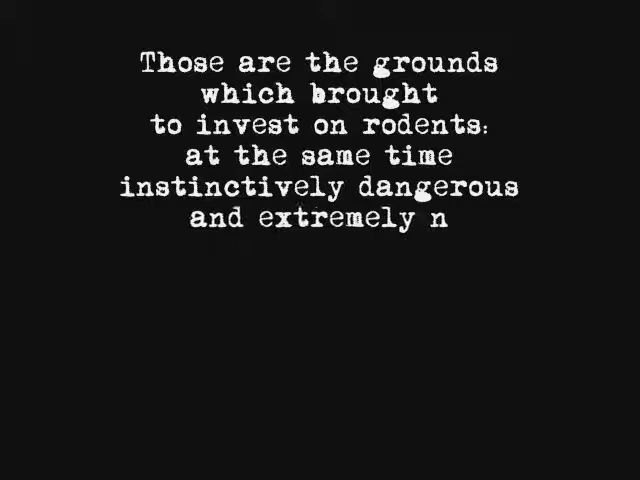 Those are the grounds
which brought
to invest on rodents:
at the same time
instinctively dangerous
and extremely n